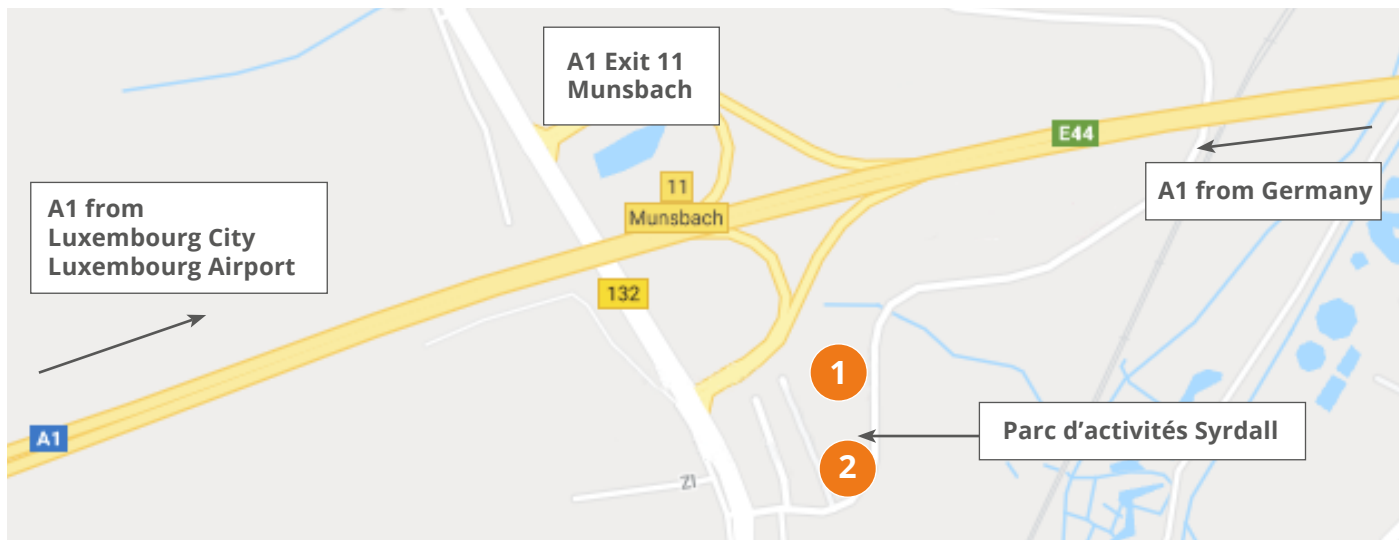 A1 Exit 11
Munsbach
E44
A1 from Germany
11
Munsbach
A1 from
Luxembourg City
Luxembourg Airport
132
1
A1
Parc d’activités Syrdall
2
ZI